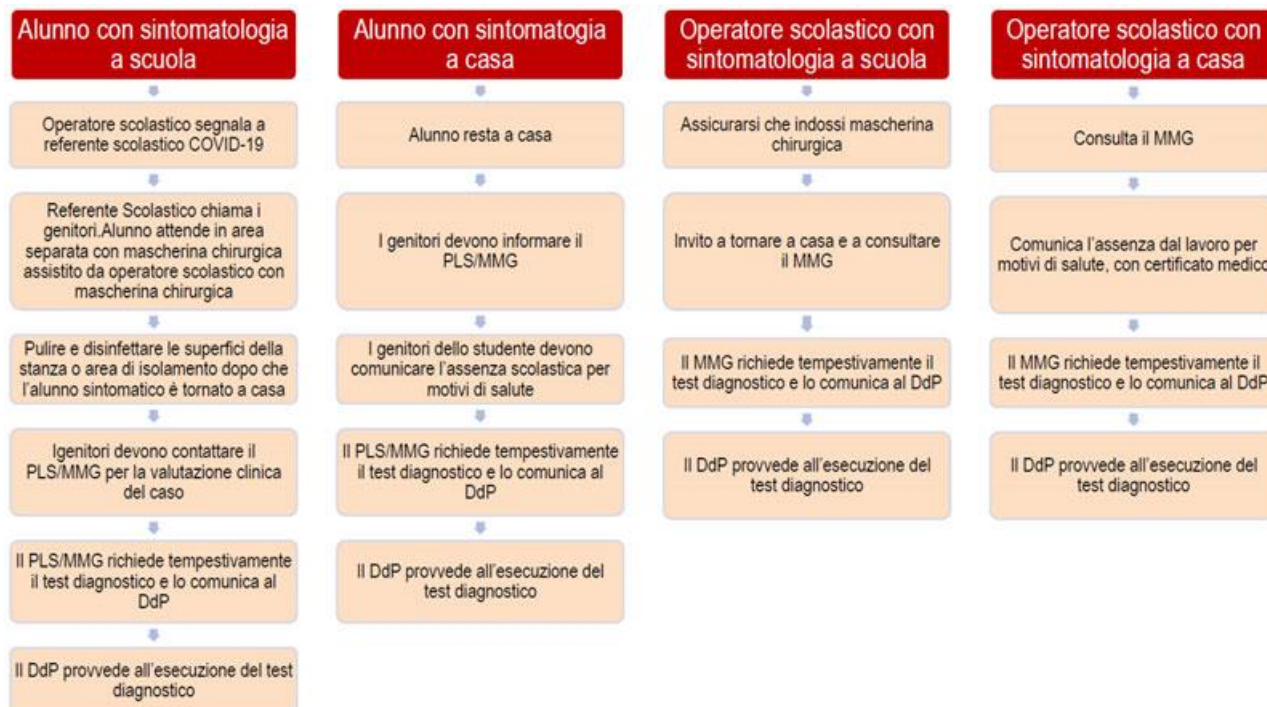 Alunno con sintomatologia
a scuola
Operatore scolastico segnala a
referente scolastico COVID-19
Referente Scolastico chiama i
genitori.Alunno attende in area
separata con mascherina chirurgica
assistito da operatore scolastico con
mascherina chirurgica
Pulire e disinfettare le superfici della
stanza o area di isolamento dopo che
l'alunno sintomatico è tornato a casa
Igenitori devono contattare il
PLS/MMG per la valutazione clinica
del caso
Il PLS/MMG richiede tempestivamente
il test diagnostico e lo comunica al
DdP
Il DdP provvede all'esecuzione del test
diagnostico
Alunno con sintomatogia
a casa
Alunno resta a casa
I genitori devono informare il
PLS/MMG
I genitori dello studente devono
comunicare l'assenza scolastica per
motivi di salute
Il PLS/MMG richiede tempestivamente
il test diagnostico e lo comunica al
DdP
Il DdP provvede all'esecuzione del
test diagnostico
Operatore scolastico con
sintomatologia a scuola
Assicurarsi che indossi mascherina
chirurgica
Invito a tornare a casa e a consultare
il MMG
Il MMG richiede tempestivamente il
test diagnostico e lo comunica al DdP
Il DdP provvede all'esecuzione del
test diagnostico
Operatore scolastico con
sintomatologia a casa
Consulta il MMG
Comunica l'assenza dal lavoro per
motivi di salute, con certificato medico
Il MMG richiede tempestivamente il
test diagnostico e lo comunica al DdP
Il DdP provvede all'esecuzione del
test diagnostico